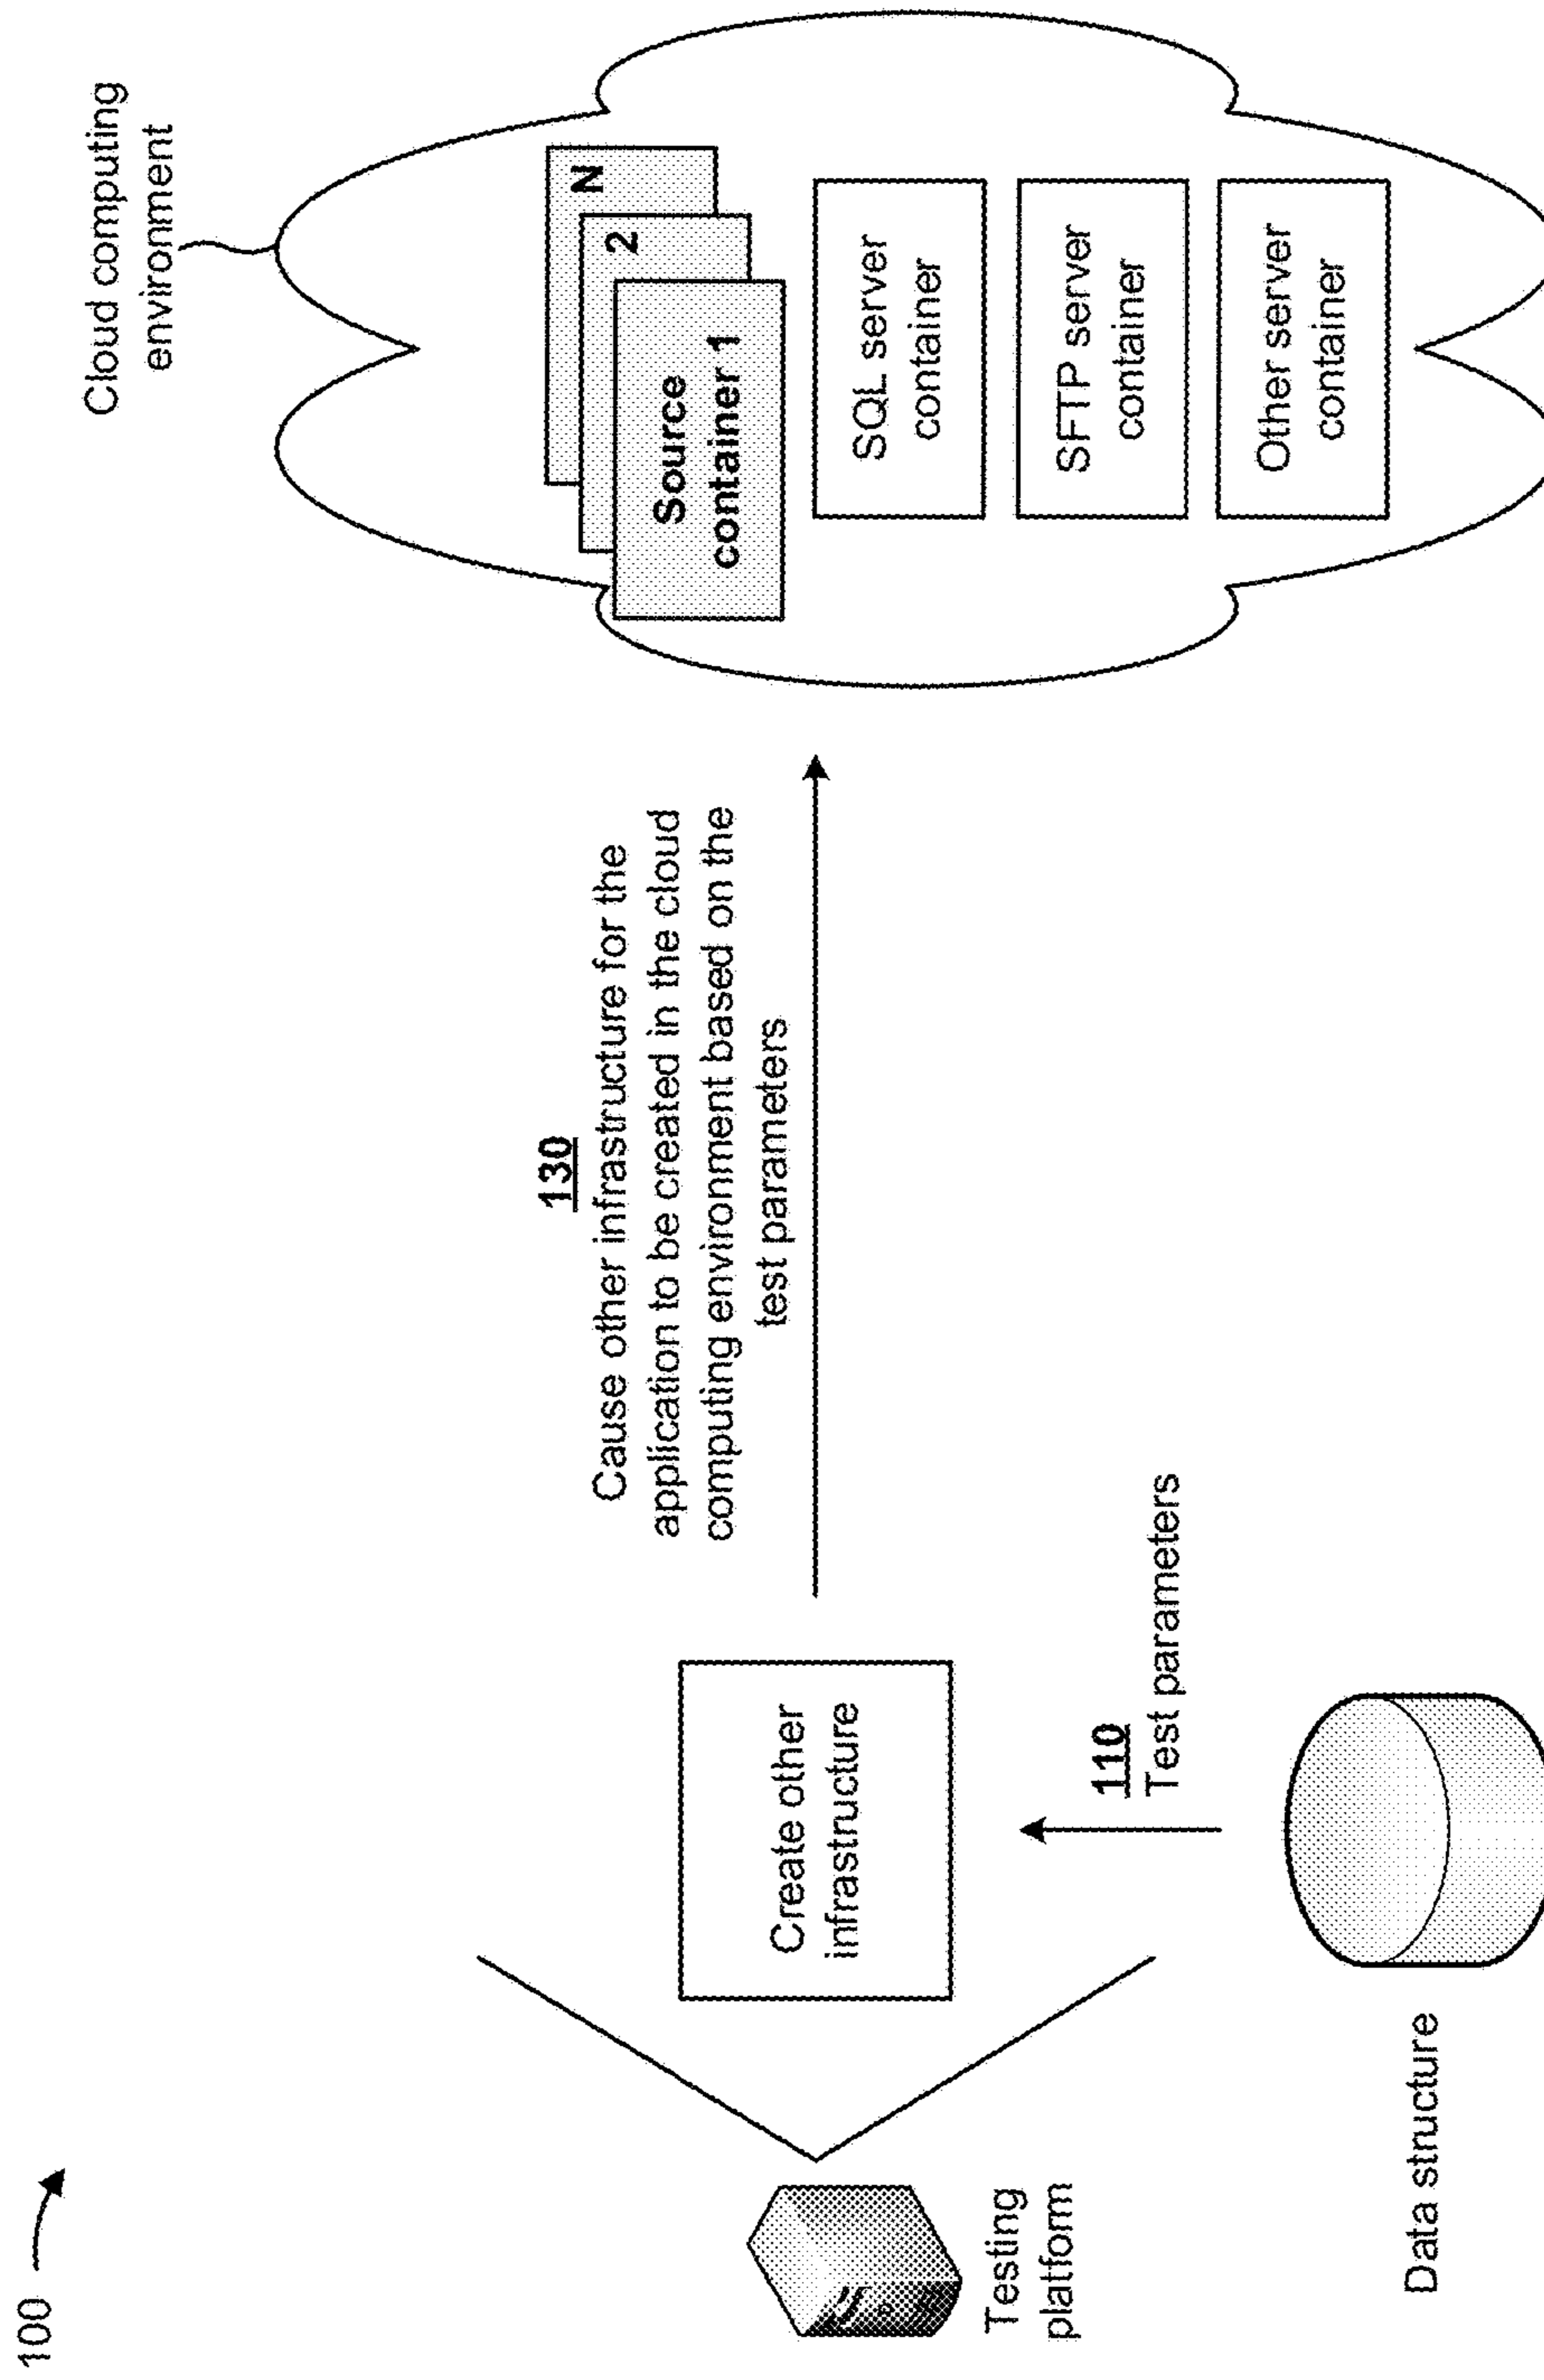 100
Cloud computing
environment
130
Cause other infrastructure for the
application to be created in the cloud
computing environment based on the
test parameters
N
2
Source
container 1
SQL server
container
SFTP server
container
Other server
container
Create other
infrastructure
Testing
platform
110
Test parameters
Data structure